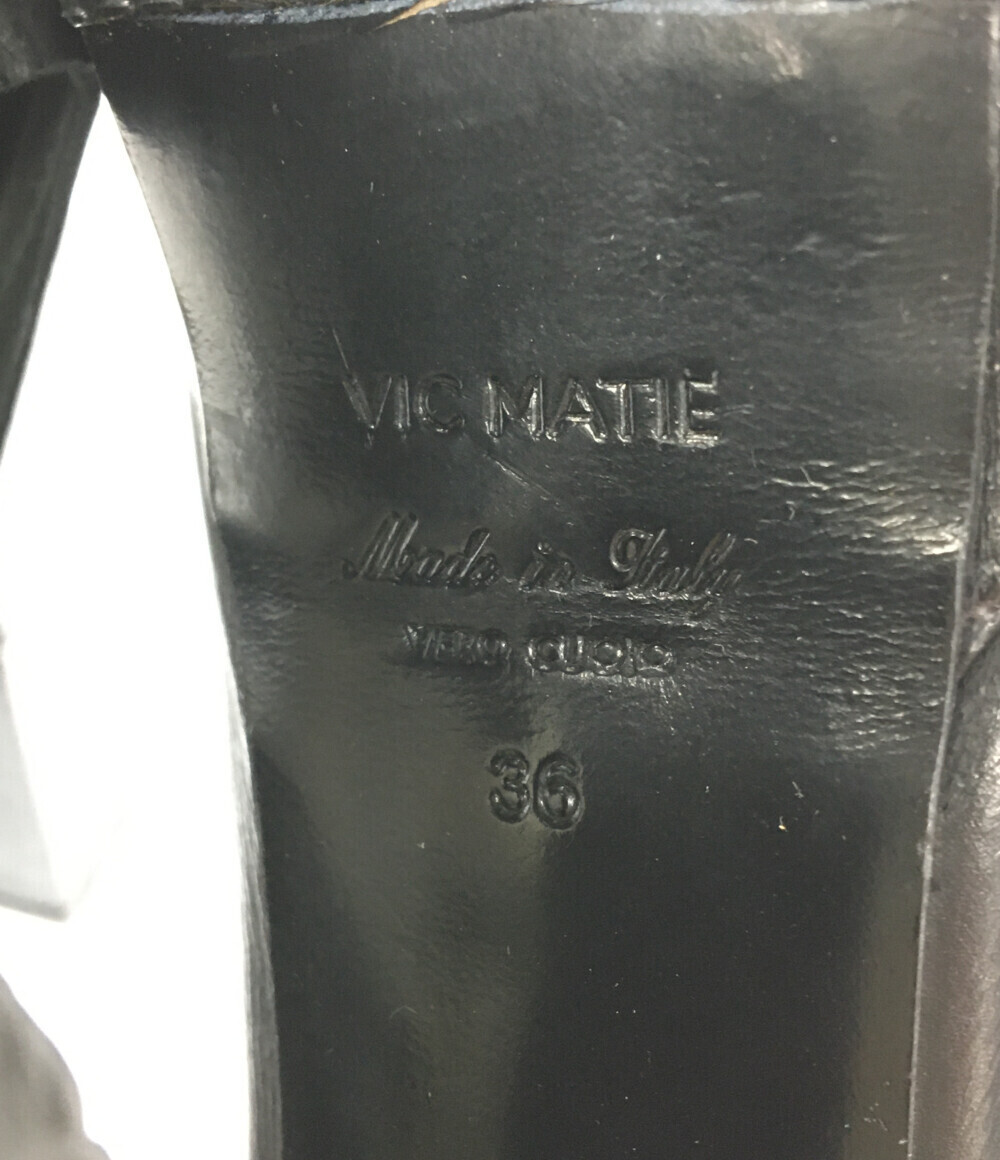 VIC MATIE
Made in Italy
VERO CUOIO
36